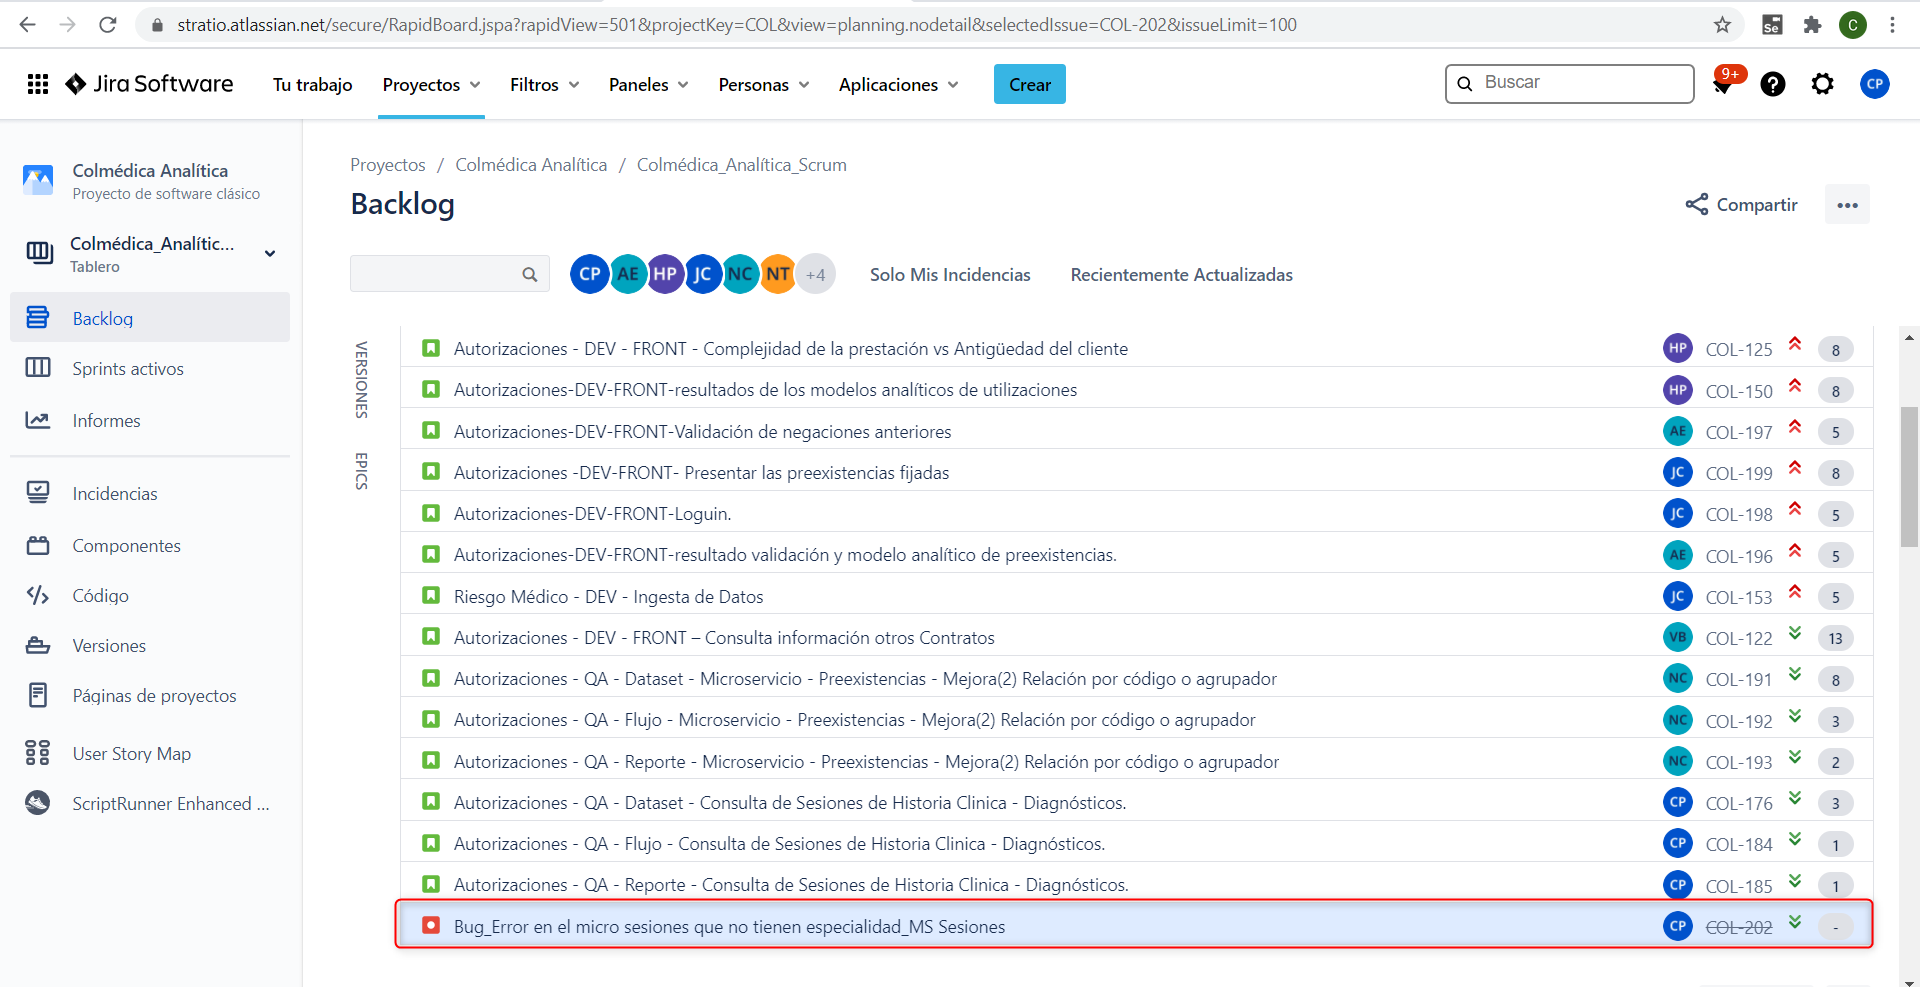 stratio.atlassian.net/secure/RapidBoard.jspa?rapidView=501&projectKey=COL&view=planning.nodetail&selectedIssue=COL-202&issueLimit=100
Se
C
Jira Software
Tu trabajo
Proyectos
Filtros
Paneles
Personas
Aplicaciones
Crear
Buscar
9+
CP
Colmédica Analítica
Proyecto de software clásico
Colmédica_Analític...
Tablero
Backlog
Sprints activos
Informes
Incidencias
Componentes
Código
Versiones
Páginas de proyectos
User Story Map
ScriptRunner Enhanced ...
Proyectos / Colmédica Analítica / Colmédica_Analítica_Scrum
Backlog
Compartir
CP AE HP JC NC NT +4
Solo Mis Incidencias
Recientemente Actualizadas
VERSIONES
EPICS
Autorizaciones - DEV - FRONT - Complejidad de la prestación vs Antigüedad del cliente HP COL-125 8
Autorizaciones-DEV-FRONT-resultados de los modelos analíticos de utilizaciones HP COL-150 8
Autorizaciones-DEV-FRONT-Validación de negaciones anteriores AE COL-197 5
Autorizaciones -DEV-FRONT- Presentar las preexistencias fijadas JC COL-199 8
Autorizaciones-DEV-FRONT-Loguin. JC COL-198 5
Autorizaciones-DEV-FRONT-resultado validación y modelo analítico de preexistencias. AE COL-196 5
Riesgo Médico - DEV - Ingesta de Datos JC COL-153 5
Autorizaciones - DEV - FRONT – Consulta información otros Contratos VB COL-122 13
Autorizaciones - QA - Dataset - Microservicio - Preexistencias - Mejora(2) Relación por código o agrupador NC COL-191 8
Autorizaciones - QA - Flujo - Microservicio - Preexistencias - Mejora(2) Relación por código o agrupador NC COL-192 3
Autorizaciones - QA - Reporte - Microservicio - Preexistencias - Mejora(2) Relación por código o agrupador NC COL-193 2
Autorizaciones - QA - Dataset - Consulta de Sesiones de Historia Clinica - Diagnósticos. CP COL-176 3
Autorizaciones - QA - Flujo - Consulta de Sesiones de Historia Clinica - Diagnósticos. CP COL-184 1
Autorizaciones - QA - Reporte - Consulta de Sesiones de Historia Clinica - Diagnósticos. CP COL-185 1
Bug_Error en el micro sesiones que no tienen especialidad_MS Sesiones CP COL-202 -